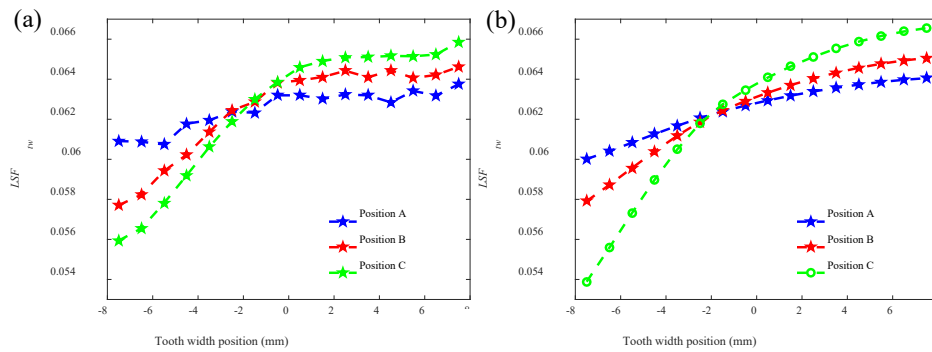 (a)
0.066
0.064
0.062
0.06
0.058
0.056
0.054
LSF tw
Position A
Position B
Position C
-8 -6 -4 -2 0 2 4 6
Tooth width position (mm)
(b)
0.066
0.064
0.062
0.06
0.058
0.056
0.054
LSF tw
Position A
Position B
Position C
-8 -6 -4 -2 0 2 4 6
Tooth width position (mm)